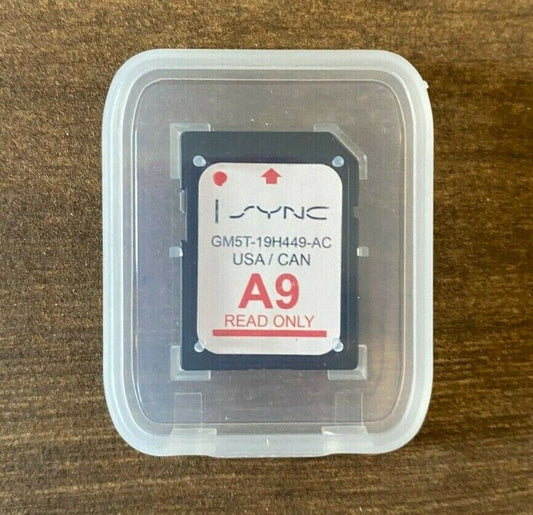 SYNC
GM5T-19H449-AC
USA / CAN
A9
READ ONLY